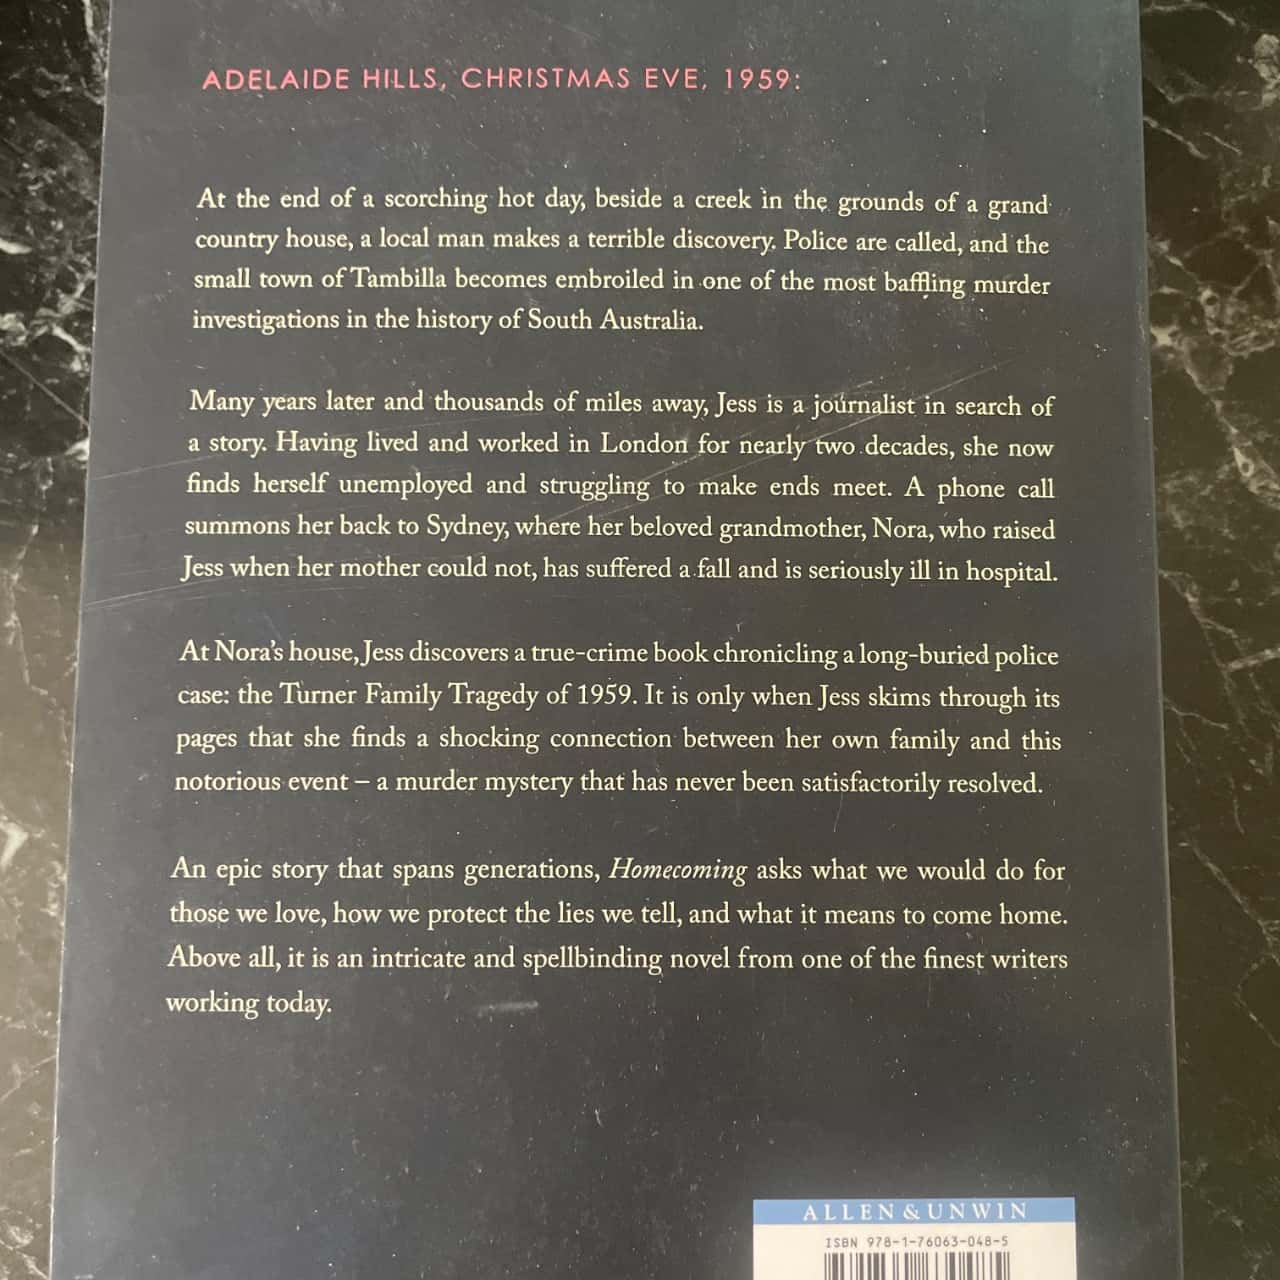 ADELAIDE HILLS, CHRISTMAS EVE, 1959:
At the end of a scorching hot day, beside a creek in the grounds of a grand
country house, a local man makes a terrible discovery. Police are called, and the
small town of Tambilla becomes embroiled in one of the most baffling murder
investigations in the history of South Australia.
Many years later and thousands of miles away, Jess is a journalist in search of
a story. Having lived and worked in London for nearly two decades, she now
finds herself unemployed and struggling to make ends meet. A phone call
summons her back to Sydney, where her beloved grandmother, Nora, who raised
Jess when her mother could not, has suffered a fall and is seriously ill in hospital.
At Nora's house, Jess discovers a true-crime book chronicling a long-buried police
case: the Turner Family Tragedy of 1959. It is only when Jess skims through its
pages that she finds a shocking connection between her own family and this
notorious event – a murder mystery that has never been satisfactorily resolved.
An epic story that spans generations, Homecoming asks what we would do for
those we love, how we protect the lies we tell, and what it means to come home.
Above all, it is an intricate and spellbinding novel from one of the finest writers
working today.
ALLEN & UNWIN
ISBN 978-1-76063-048-5